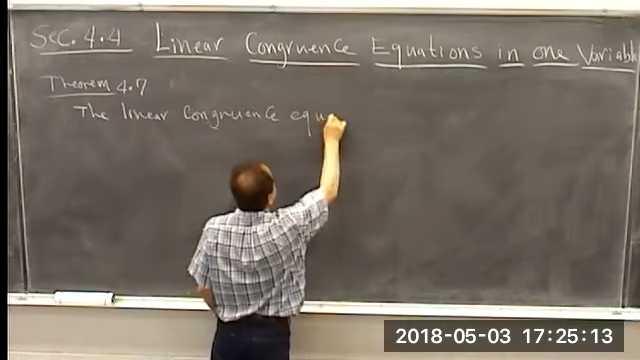 Sec. 4.4 Linear Congruence Equations in one Variable
Theorem 4.7
The linear congruence equ
2018-05-03 17:25:13